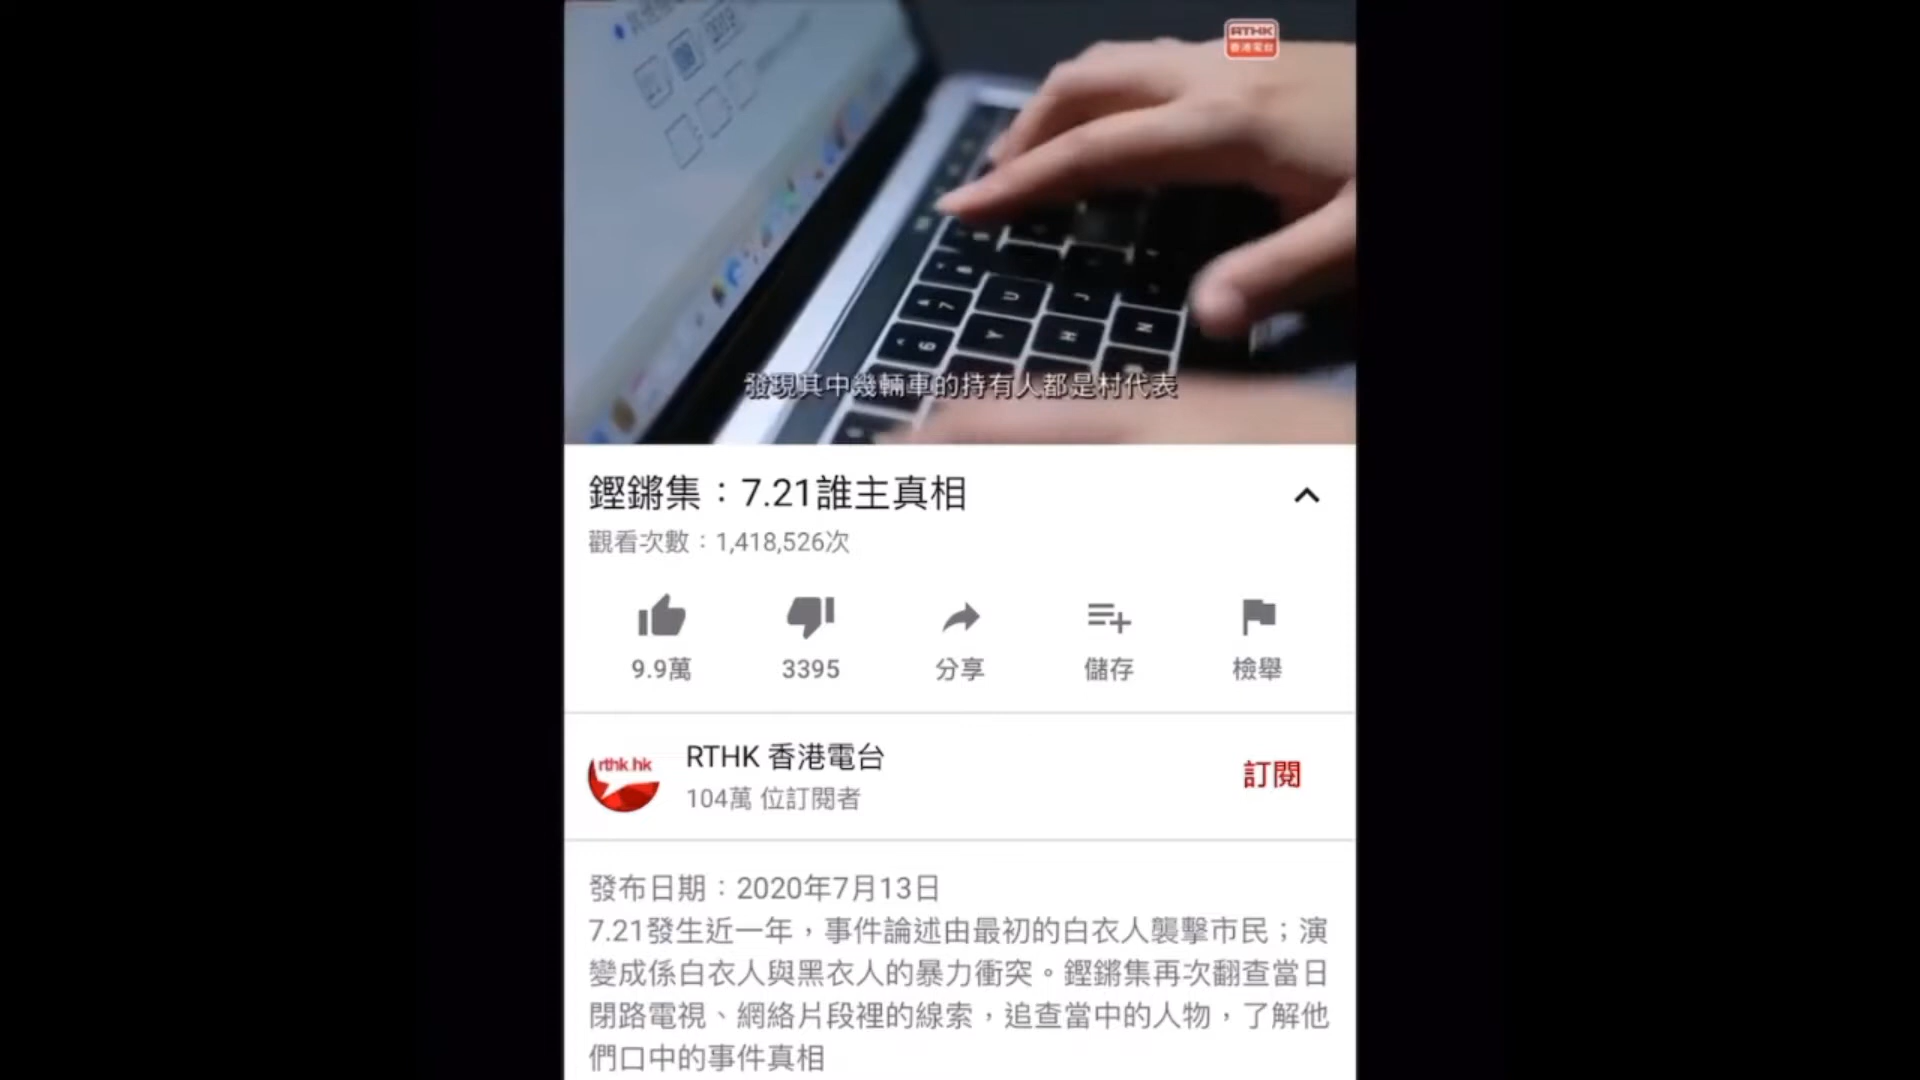 RTHK
香港電台
7
U
J
6
Y
H
N
發現其中幾輛車的持有人都是村代表
鏗鏘集：7.21誰主真相
觀看次數：1,418,526次
9.9萬
3395
分享
儲存
檢舉
rthk.hk
RTHK 香港電台
104萬 位訂閱者
訂閱
發布日期：2020年7月13日
7.21發生近一年，事件論述由最初的白衣人襲擊市民；演
變成係白衣人與黑衣人的暴力衝突。鏗鏘集再次翻查當日
閉路電視、網絡片段裡的線索，追查當中的人物，了解他
們口中的事件真相